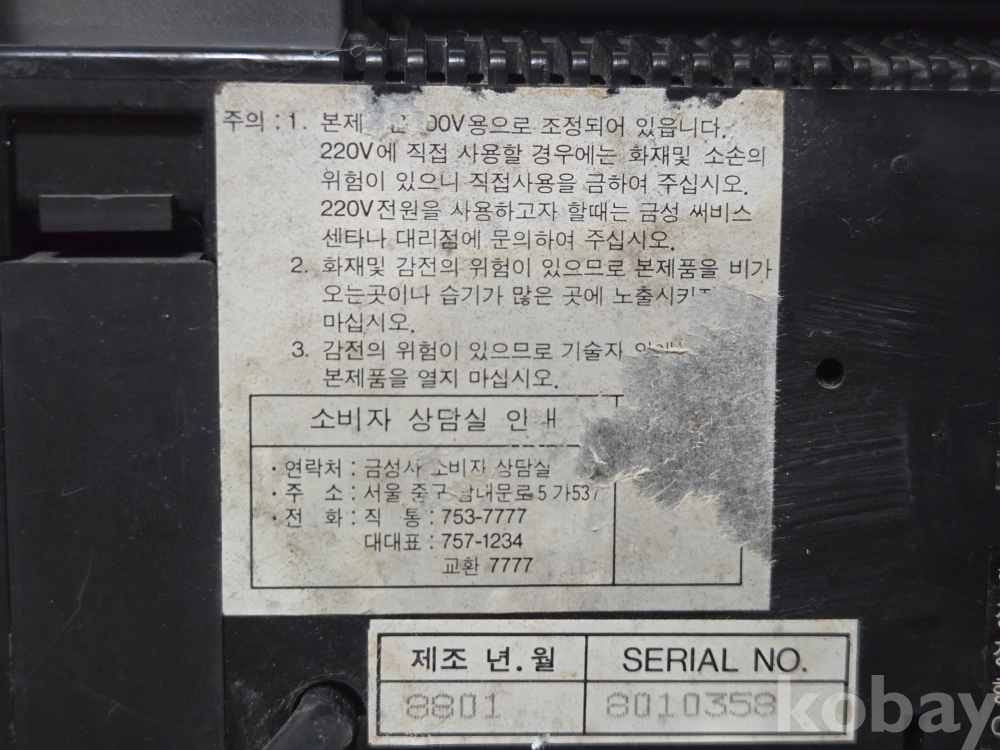 주의 : 1. 본제 00V용으로 조정되어 있읍니다.
220V에 직접 사용할 경우에는 화재및 소손의
위험이 있으니 직접사용을 금하여 주십시오.
220V전원을 사용하고자 할때는 금성 써비스
센타나 대리점에 문의하여 주십시오.
2. 화재및 감전의 위험이 있으므로 본제품을 비가
오는곳이나 습기가 많은 곳에 노출시키지
마십시오.
3. 감전의 위험이 있으므로 기술자
본제품을 열지 마십시오.
소비자 상담실 안내
· 연락처 : 금성사 소비자 상담실
· 주 소 : 서울 중구 남대문로 5가537
· 전 화 : 직 통 : 753-7777
대대표 : 757-1234
교환 7777
제조 년.월 SERIAL NO.
8801 8010358
kobay